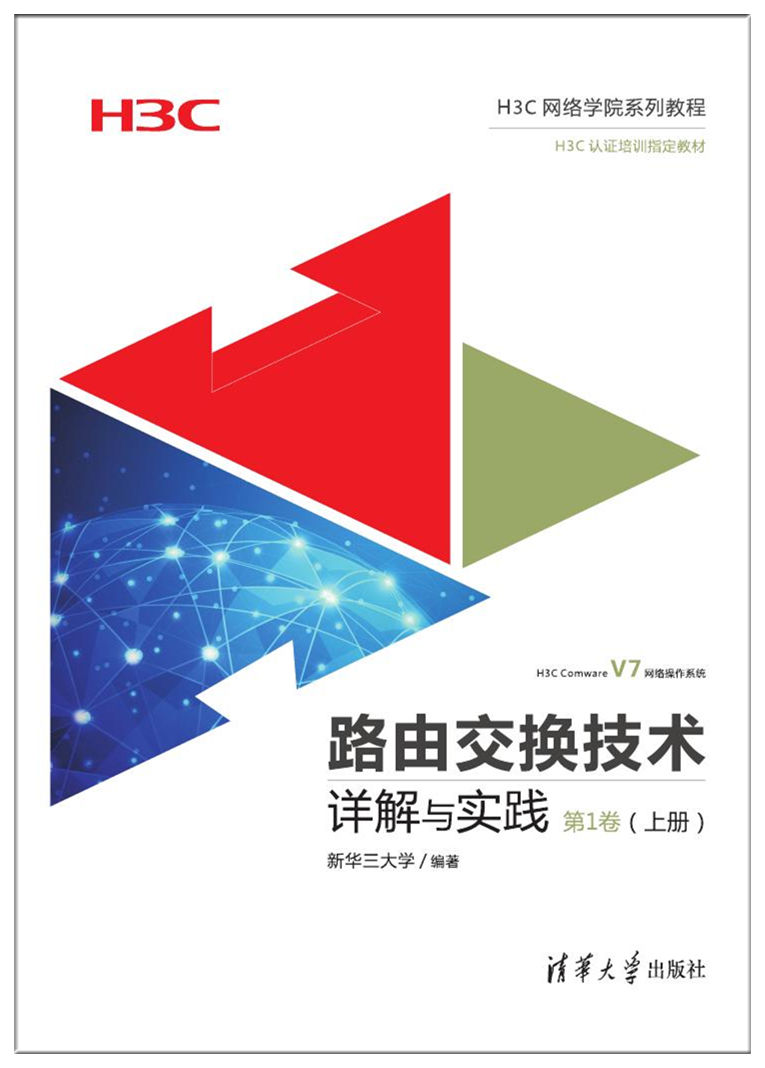 H3C
H3C 网络学院系列教程
H3C 认证培训指定教材
H3C Comware V7 网络操作系统
路由交换技术
详解与实践 第1卷（上册）
新华三大学 / 编著
清华大学出版社